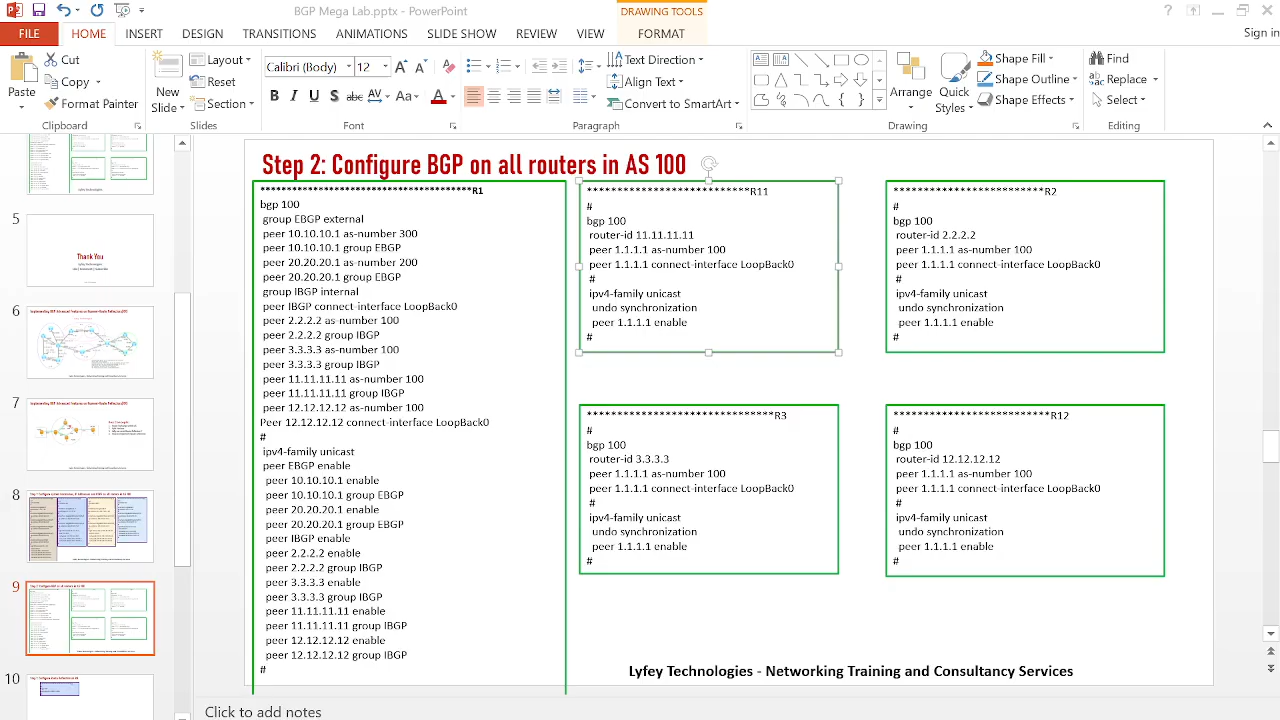 BGP Mega Lab.pptx - PowerPoint
DRAWING TOOLS
FILE
HOME
INSERT
DESIGN
TRANSITIONS
ANIMATIONS
SLIDE SHOW
REVIEW
VIEW
FORMAT
Sign in
Paste
Cut
Copy
Format Painter
Clipboard
New
Slide
Layout
Reset
Section
Slides
Calibri (Body)
12
Font
Text Direction
Align Text
Convert to SmartArt
Paragraph
Arrange
Quick
Styles
Shape Fill
Shape Outline
Shape Effects
Drawing
Find
Replace
Select
Editing
5
Thank You
6
7
8
9
10
Step 2: Configure BGP on all routers in AS 100
***********************************R1
bgp 100
group EBGP external
peer 10.10.10.1 as-number 300
peer 10.10.10.1 group EBGP
peer 20.20.20.1 as-number 200
peer 20.20.20.1 group EBGP
group IBGP internal
peer IBGP connect-interface LoopBack0
peer 2.2.2.2 as-number 100
peer 2.2.2.2 group IBGP
peer 3.3.3.3 as-number 100
peer 3.3.3.3 group IBGP
peer 11.11.11.11 as-number 100
peer 11.11.11.11 group IBGP
peer 12.12.12.12 as-number 100
Peer 12.12.12.12 connect-interface LoopBack0
#
ipv4-family unicast
peer EBGP enable
peer 10.10.10.1 enable
peer 10.10.10.1 group EBGP
peer 20.20.20.1 enable
peer 20.20.20.1 group EBGP
peer IBGP enable
peer 2.2.2.2 enable
peer 2.2.2.2 group IBGP
peer 3.3.3.3 enable
peer 3.3.3.3 group IBGP
peer 11.11.11.11 enable
peer 11.11.11.11 group IBGP
peer 12.12.12.12 enable
peer 12.12.12.12 group IBGP
#
***************************R11
#
bgp 100
router-id 11.11.11.11
peer 1.1.1.1 as-number 100
peer 1.1.1.1 connect-interface LoopBack0
#
ipv4-family unicast
undo synchronization
peer 1.1.1.1 enable
#
******************************R2
#
bgp 100
router-id 2.2.2.2
peer 1.1.1.1 as-number 100
peer 1.1.1.1 connect-interface LoopBack0
#
ipv4-family unicast
undo synchronization
peer 1.1.1.1 enable
#
*******************************R3
#
bgp 100
router-id 3.3.3.3
peer 1.1.1.1 as-number 100
peer 1.1.1.1 connect-interface LoopBack0
#
ipv4-family unicast
undo synchronization
peer 1.1.1.1 enable
#
**************************R12
#
bgp 100
router-id 12.12.12.12
peer 1.1.1.1 as-number 100
peer 1.1.1.1 connect-interface LoopBack0
#
ipv4-family unicast
undo synchronization
peer 1.1.1.1 enable
#
Lyfey Technologies - Networking Training and Consultancy Services
Click to add notes